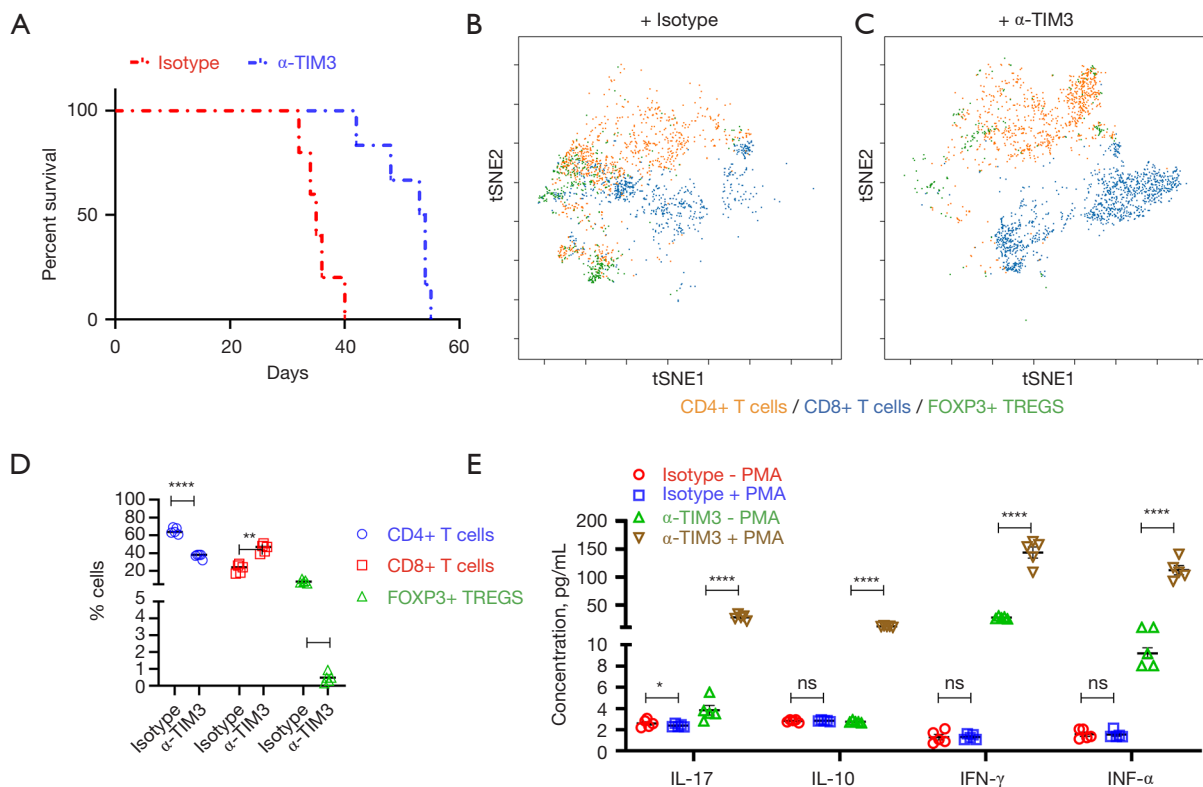 A
Isotype
α-TIM3
Percent survival
100
50
0
0
20
40
60
Days
B
+ Isotype
tSNE2
tSNE1
C
+ α-TIM3
tSNE2
tSNE1
CD4+ T cells / CD8+ T cells / FOXP3+ TREGS
D
% cells
100
80
60
40
20
5
5
4
3
2
1
0
****
**
Isotype
α-TIM3
Isotype
α-TIM3
Isotype
α-TIM3
CD4+ T cells
CD8+ T cells
FOXP3+ TREGS
E
Isotype - PMA
Isotype + PMA
α-TIM3 - PMA
α-TIM3 + PMA
Concentration, pg/mL
200
150
100
50
10
8
6
4
2
0
*
****
ns
****
ns
****
ns
****
IL-17
IL-10
IFN-γ
INF-α